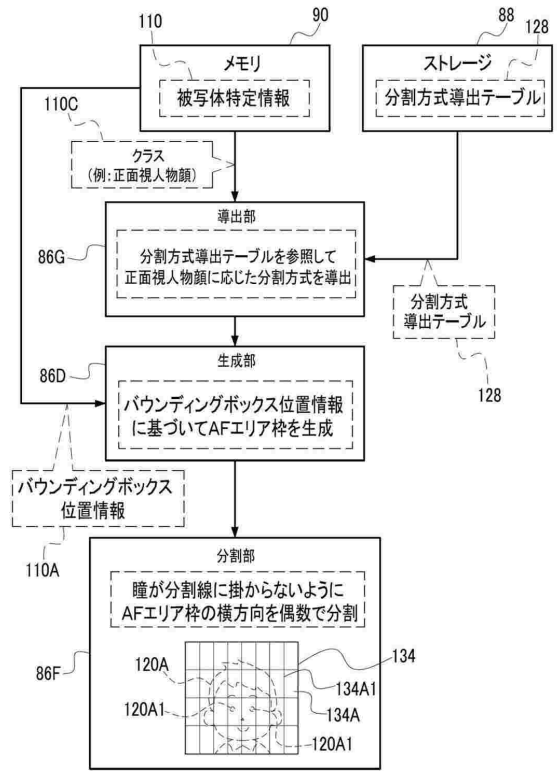 110
90
メモリ
被写体特定情報
88
ストレージ
128
分割方式導出テーブル
110C
クラス
(例:正面視人物顔)
導出部
86G
分割方式導出テーブルを参照して
正面視人物顔に応じた分割方式を導出
分割方式
導出テーブル
128
生成部
86D
バウンディングボックス位置情報
に基づいてAFエリア枠を生成
バウンディングボックス
位置情報
110A
分割部
瞳が分割線に掛からないように
AFエリア枠の横方向を偶数で分割
86F
120A
134
134A1
120A1
134A
120A1